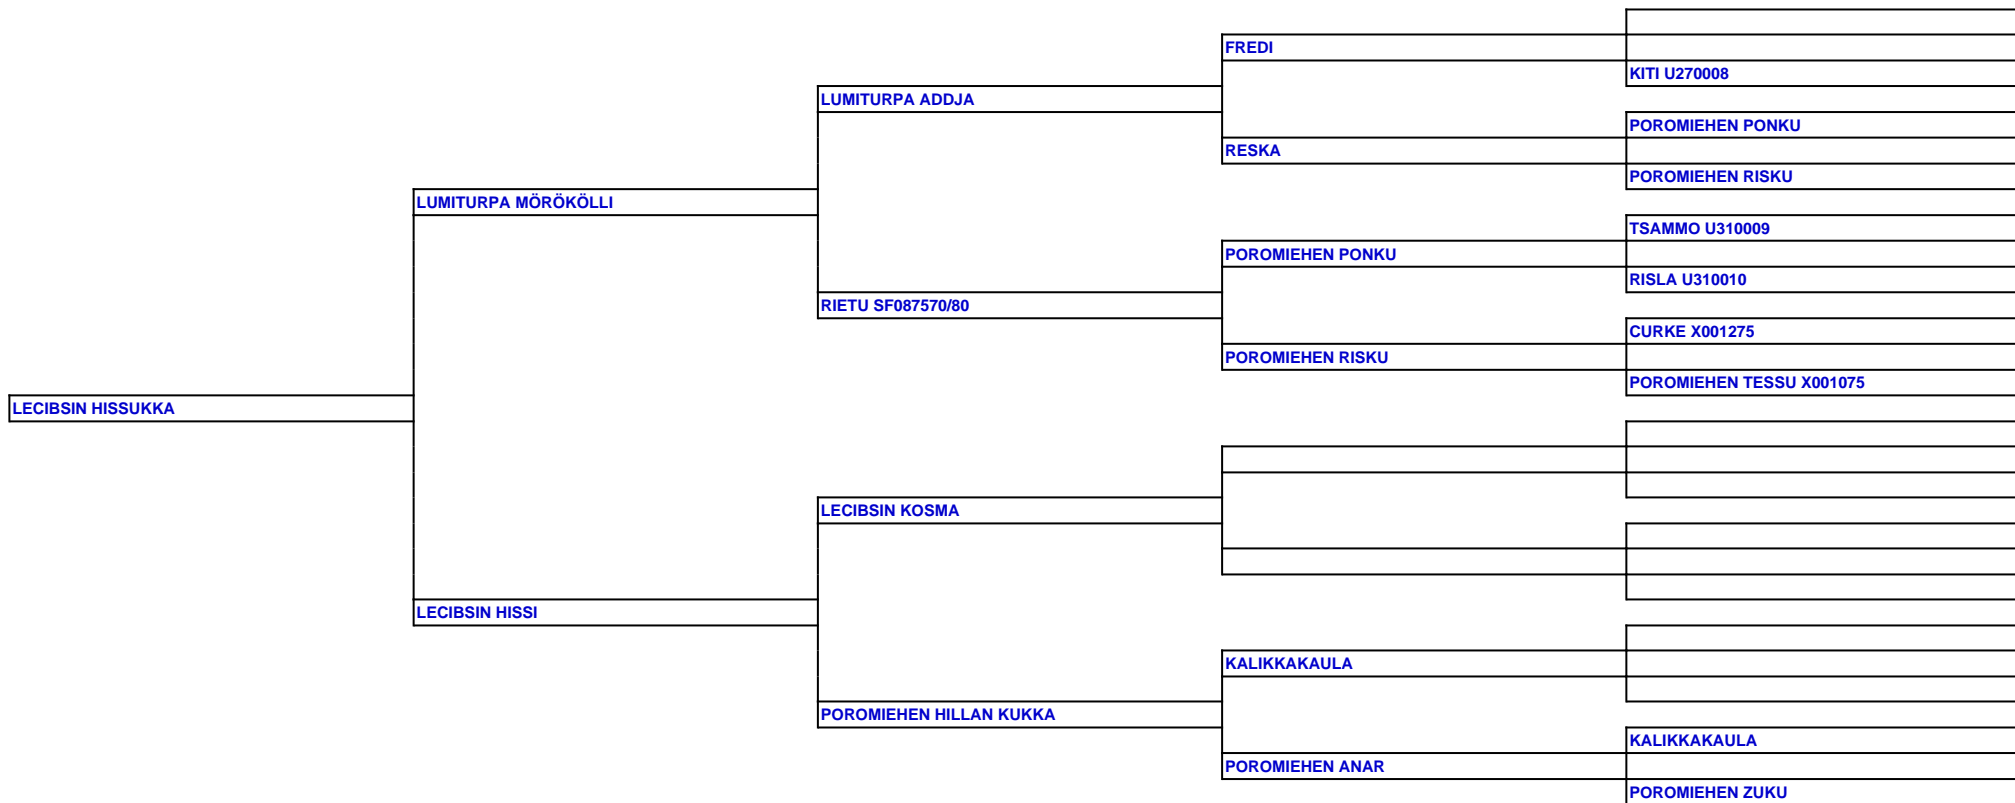 FREDI
KITI U270008
LUMITURPA ADDJA
POROMIEHEN PONKU
RESKA
POROMIEHEN RISKU
LUMITURPA MÖRÖKÖLLI
TSAMMO U310009
POROMIEHEN PONKU
RISLA U310010
RIETU SF087570/80
CURKE X001275
POROMIEHEN RISKU
POROMIEHEN TESSU X001075
LECIBSIN HISSUKKA
LECIBSIN KOSMA
LECIBSIN HISSI
KALIKKAKAULA
POROMIEHEN HILLAN KUKKA
KALIKKAKAULA
POROMIEHEN ANAR
POROMIEHEN ZUKU